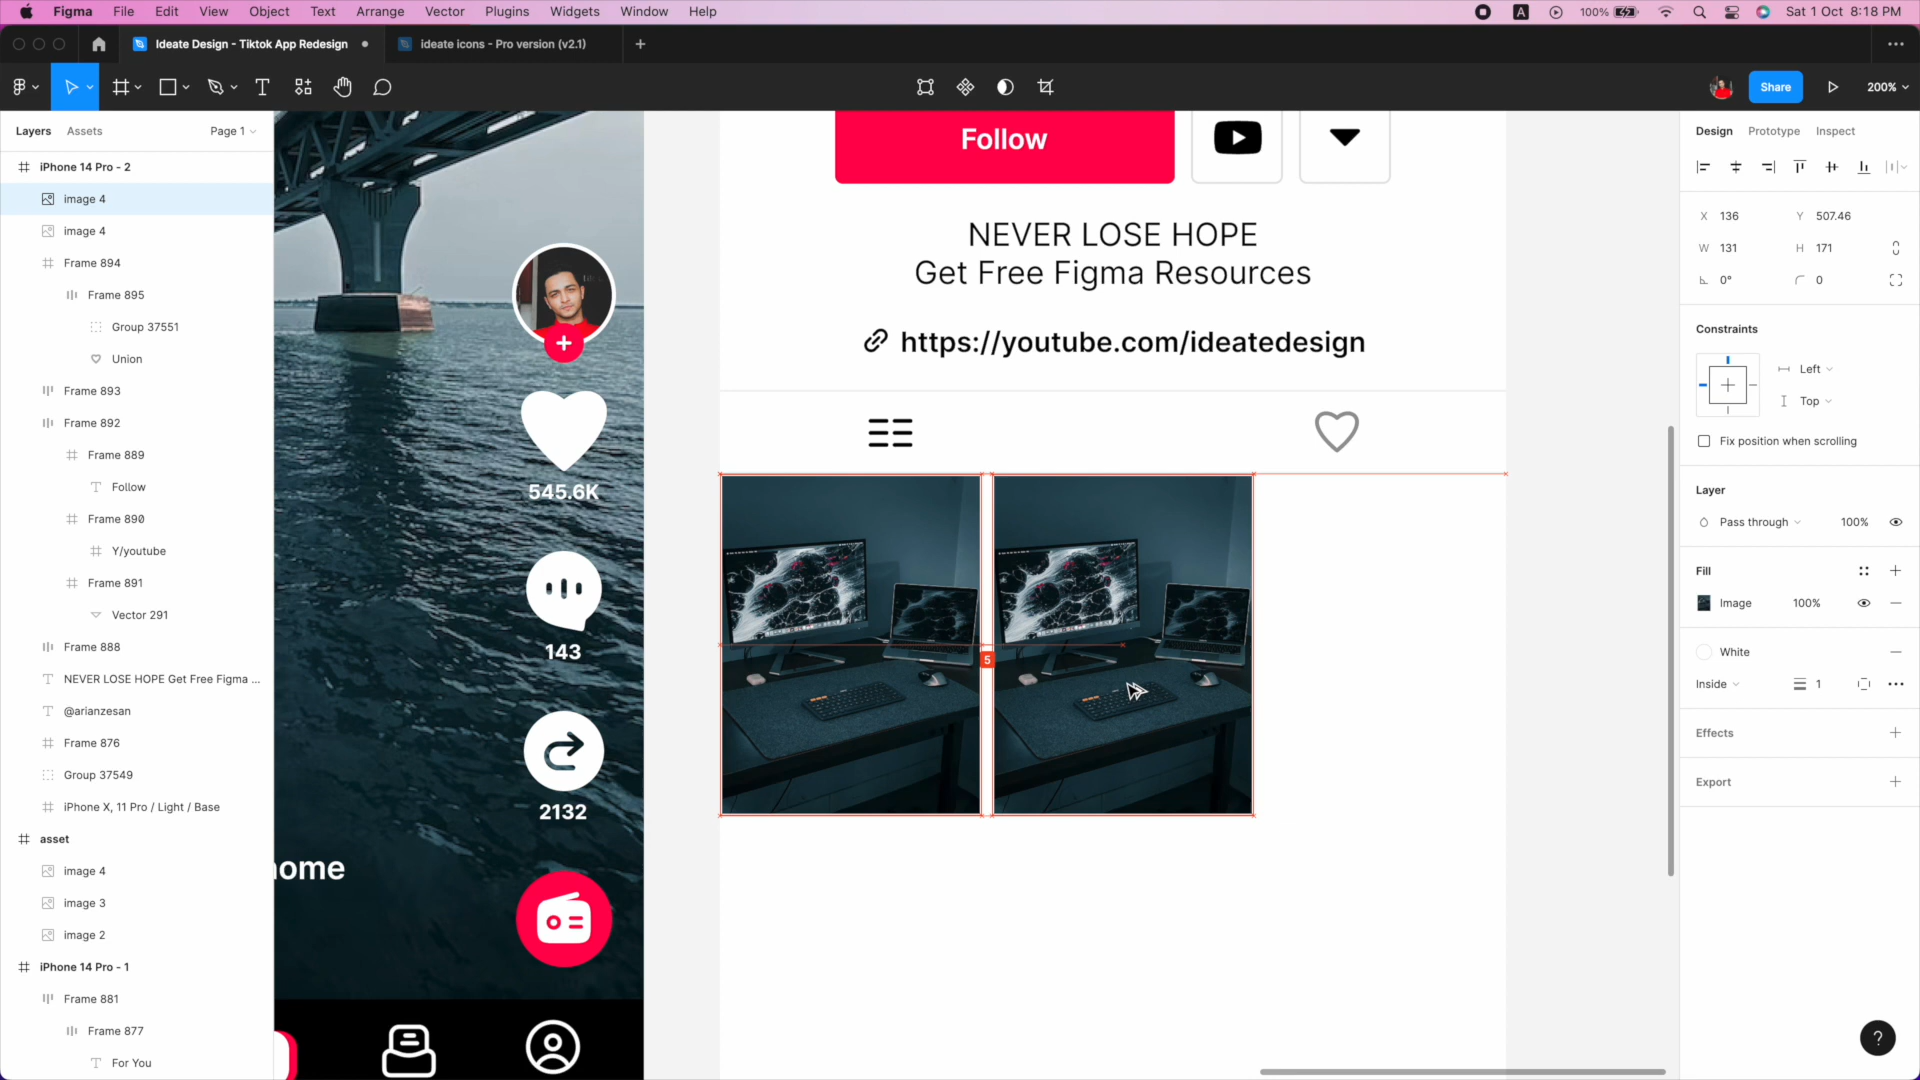 Figma File Edit View Object Text Arrange Vector Plugins Widgets Window Help
A 100% Sat 1 Oct 8:18 PM
Ideate Design - Tiktok App Redesign
ideate icons - Pro version (v2.1)
Share
200%
Layers Assets Page 1
iPhone 14 Pro - 2
image 4
image 4
Frame 894
Frame 895
Group 37551
Union
Frame 893
Frame 892
Frame 889
Follow
Frame 890
Y/youtube
Frame 891
Vector 291
Frame 888
NEVER LOSE HOPE Get Free Figma ...
@arianzesan
Frame 876
Group 37549
iPhone X, 11 Pro / Light / Base
asset
image 4
image 3
image 2
iPhone 14 Pro - 1
Frame 881
Frame 877
For You
545.6K
143
2132
home
Follow
NEVER LOSE HOPE
Get Free Figma Resources
https://youtube.com/ideatedesign
5
Design Prototype Inspect
X 136 Y 507.46
W 131 H 171
0° 0
Constraints
Left
Top
Fix position when scrolling
Layer
Pass through 100%
Fill
Image 100%
White
Inside 1
Effects
Export
?